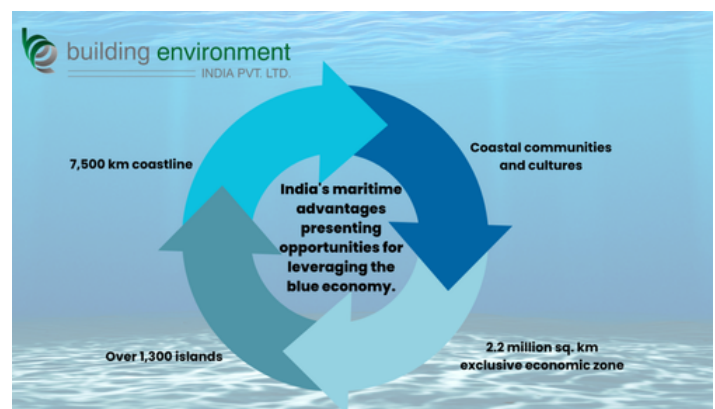 building environment
INDIA PVT. LTD.
7,500 km coastline
Coastal communities
and cultures
India's maritime
advantages
presenting
opportunities for
leveraging the
blue economy.
Over 1,300 islands
2.2 million sq. km
exclusive economic zone